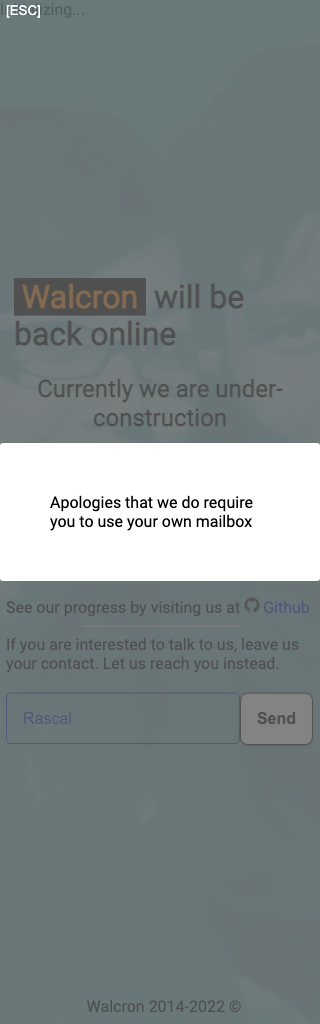 [ESC]zing...
Walcron will be
back online
Currently we are under-
construction
Apologies that we do require
you to use your own mailbox
See our progress by visiting us at Github
If you are interested to talk to us, leave us
your contact. Let us reach you instead.
Rascal Send
Walcron 2014-2022 ©